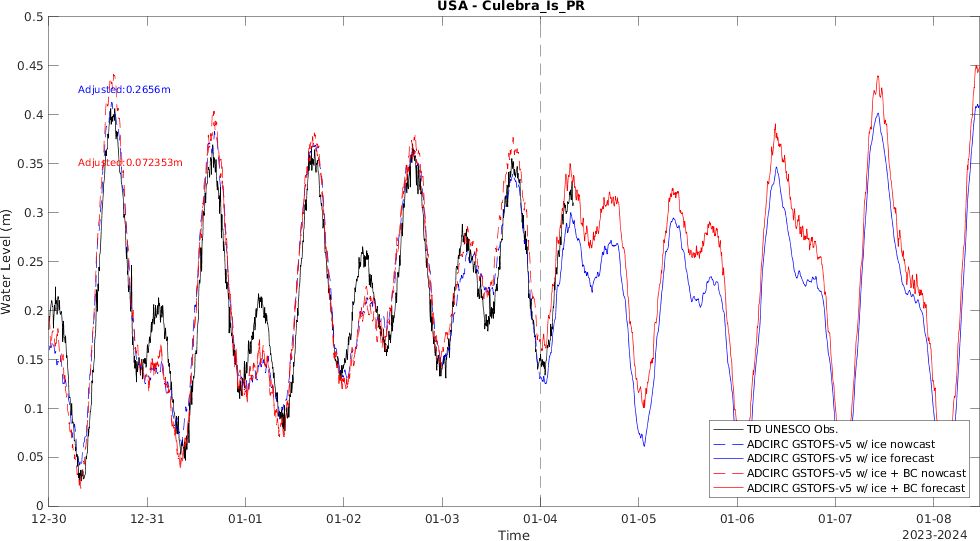 USA - Culebra_Is_PR
0.5
0.45
0.4
0.35
0.3
0.25
0.2
0.15
0.1
0.05
0
Water Level (m)
Adjusted:0.2656m
Adjusted:0.072353m
TD UNESCO Obs.
ADCIRC GSTOFS-v5 w/ ice nowcast
ADCIRC GSTOFS-v5 w/ ice forecast
ADCIRC GSTOFS-v5 w/ ice + BC nowcast
ADCIRC GSTOFS-v5 w/ ice + BC forecast
12-30 12-31 01-01 01-02 01-03 01-04 01-05 01-06 01-07 01-08
Time
2023-2024